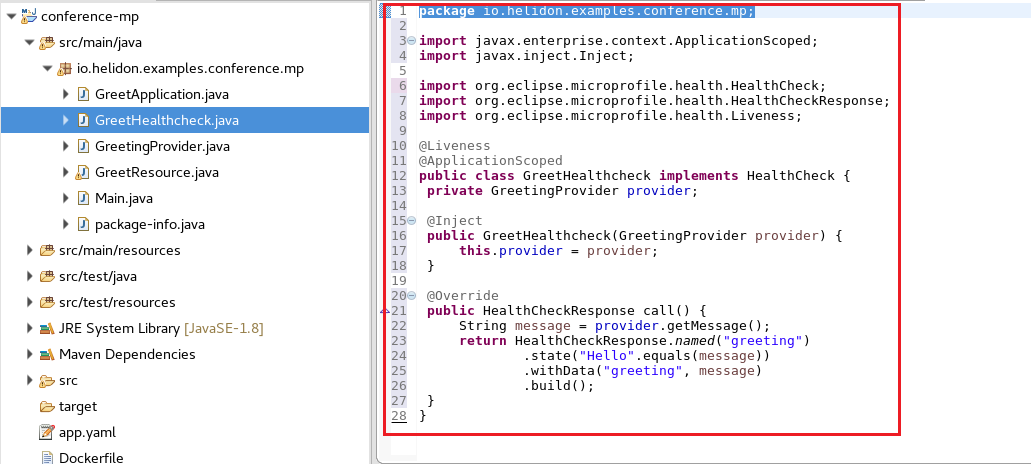 conference-mp
src/main/java
io.helidon.examples.conference.mp
GreetApplication.java
GreetHealthcheck.java
GreetingProvider.java
GreetResource.java
Main.java
package-info.java
src/main/resources
src/test/java
src/test/resources
JRE System Library [JavaSE-1.8]
Maven Dependencies
src
target
app.yaml
Dockerfile
1 package io.helidon.examples.conference.mp;
2
3 import javax.enterprise.context.ApplicationScoped;
4 import javax.inject.Inject;
5
6 import org.eclipse.microprofile.health.HealthCheck;
7 import org.eclipse.microprofile.health.HealthCheckResponse;
8 import org.eclipse.microprofile.health.Liveness;
9
10 @Liveness
11 @ApplicationScoped
12 public class GreetHealthcheck implements HealthCheck {
13 private GreetingProvider provider;
14
15 @Inject
16 public GreetHealthcheck(GreetingProvider provider) {
17 this.provider = provider;
18 }
19
20 @Override
21 public HealthCheckResponse call() {
22 String message = provider.getMessage();
23 return HealthCheckResponse.named("greeting")
24 .state("Hello".equals(message))
25 .withData("greeting", message)
26 .build();
27 }
28 }